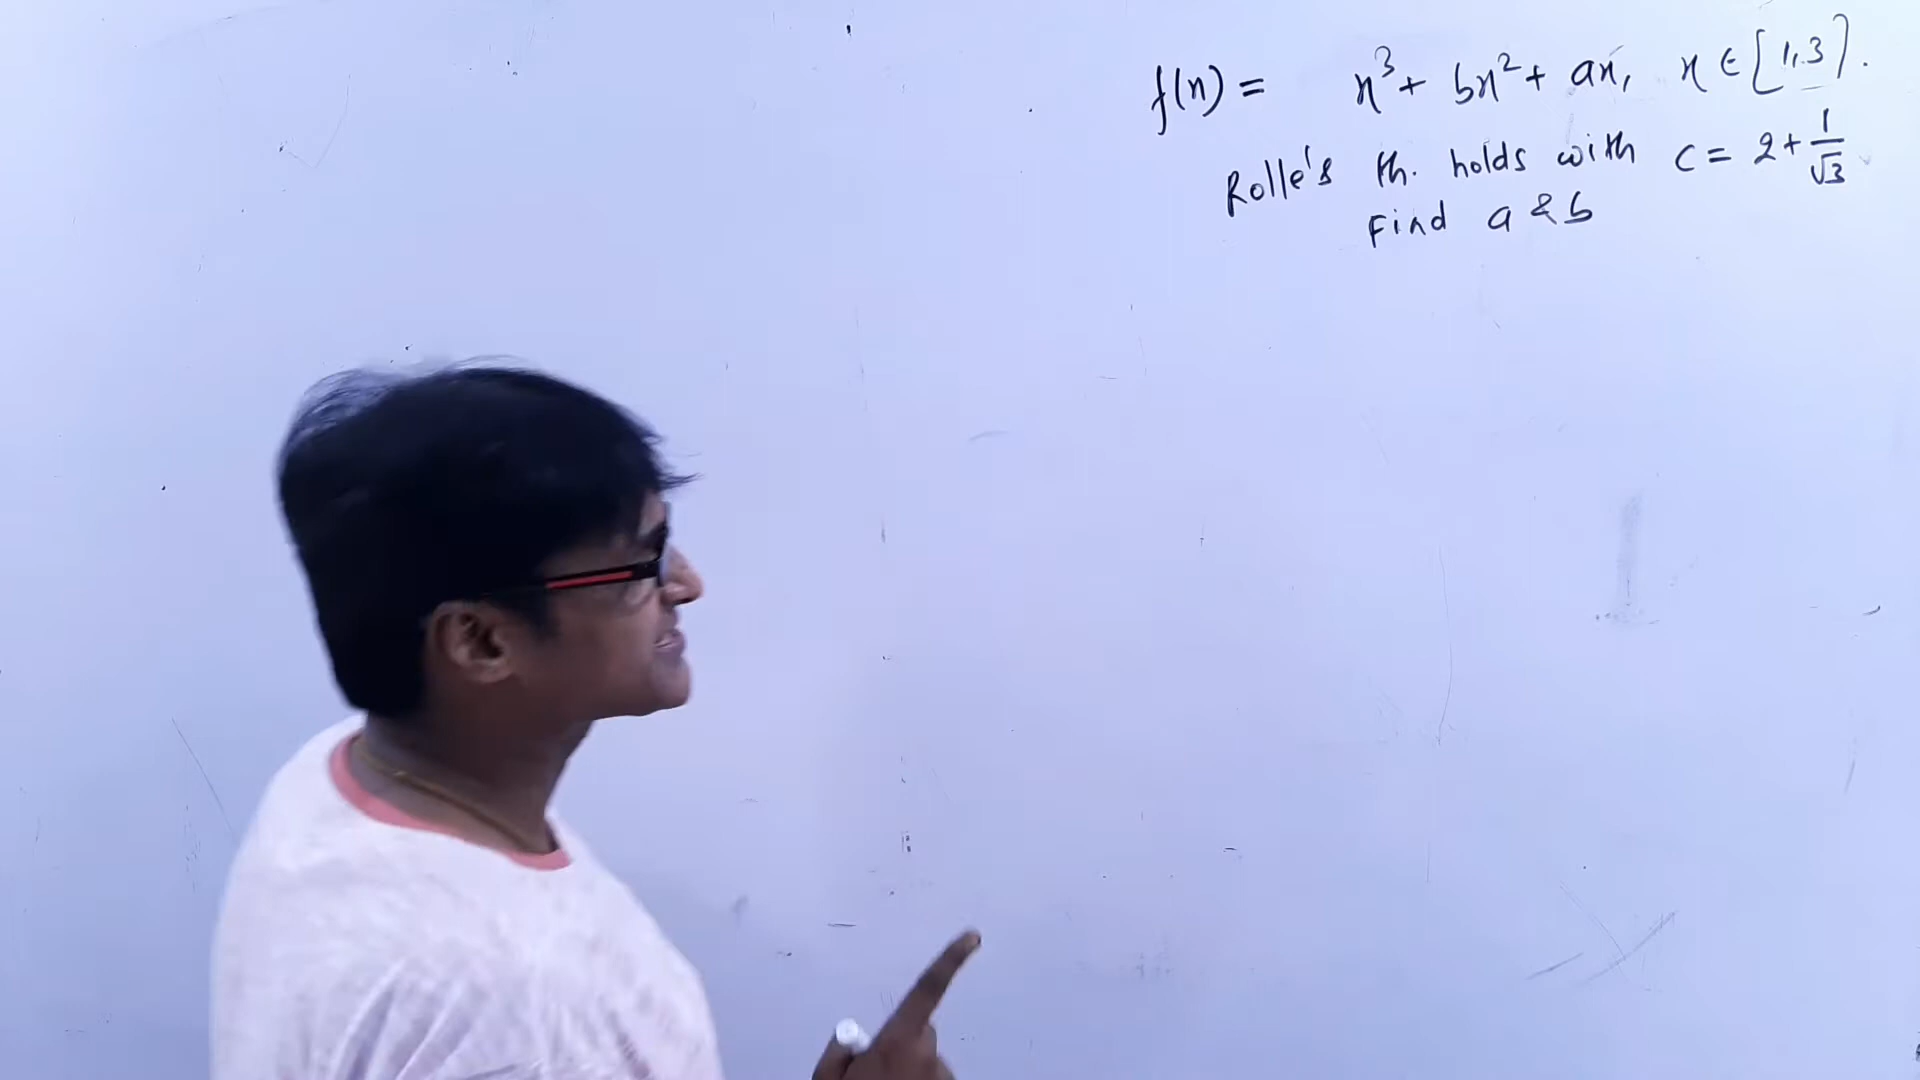 f(x) = x³ + bx² + ax, x ∈ [1,3].
Rolle's th. holds with c = 2 + 1/√3
Find a & b